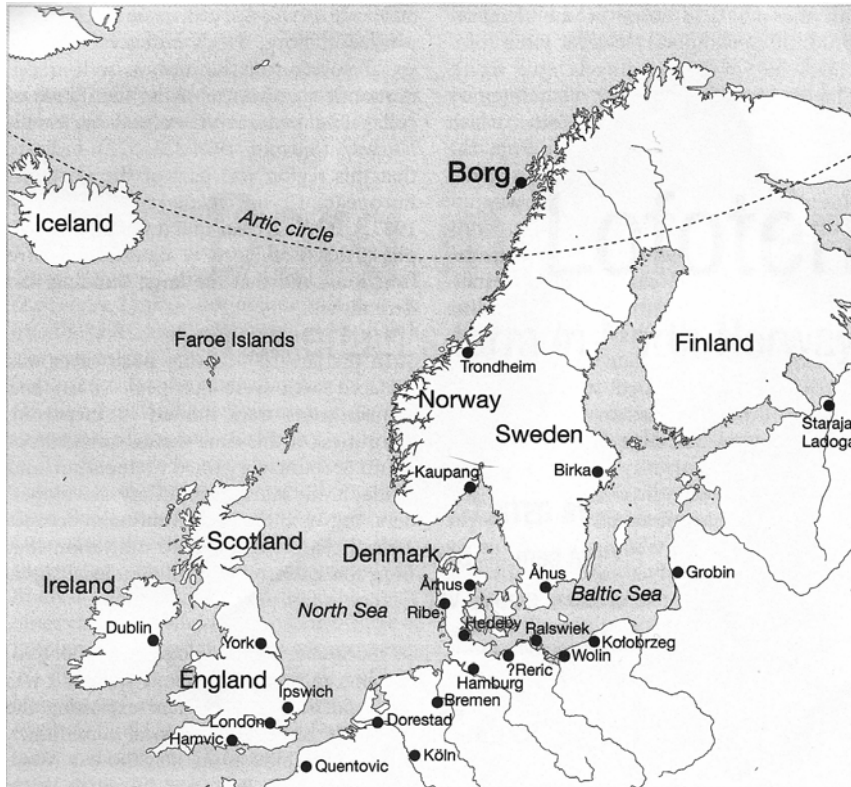 Borg
Iceland
Artic circle
Faroe Islands
Finland
Trondheim
Norway
Staraja
Ladoga
Sweden
Kaupang
Birka
Scotland
Denmark
Ireland
Århus
Åhus
Grobin
North Sea
Baltic Sea
Ribe
Dublin
York
Hedeby
Ralswiek
Kołobrzeg
Wolin
?Reric
England
Hamburg
Ipswich
Bremen
London
Dorestad
Hamvic
Köln
Quentovic